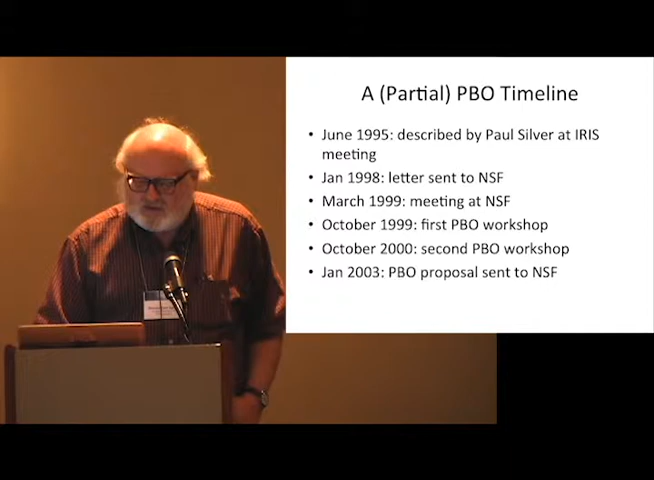 A (Partial) PBO Timeline
• June 1995: described by Paul Silver at IRIS
meeting
• Jan 1998: letter sent to NSF
• March 1999: meeting at NSF
• October 1999: first PBO workshop
• October 2000: second PBO workshop
• Jan 2003: PBO proposal sent to NSF